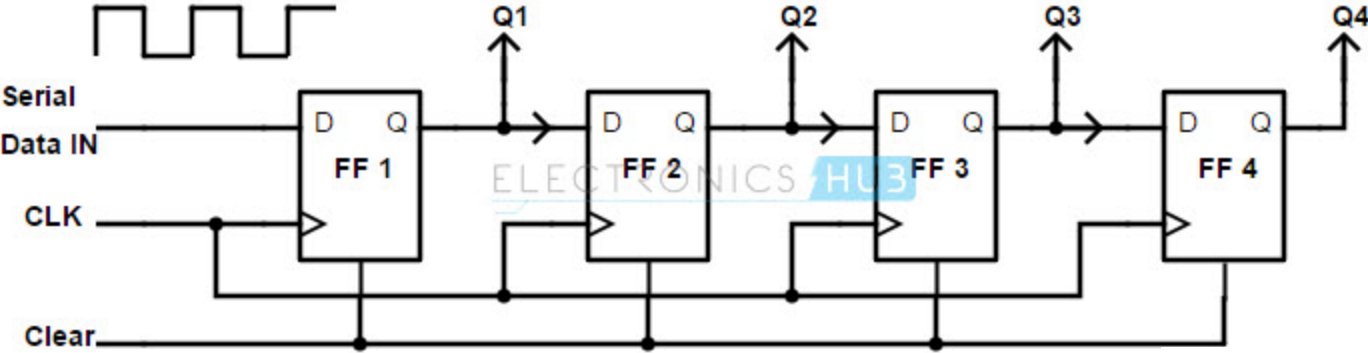 Q1 Q2 Q3 Q4
Serial
Data IN
D Q D Q D Q D Q
FF 1 FF 2 FF 3 FF 4
ELECTRONICS HUB
CLK
Clear